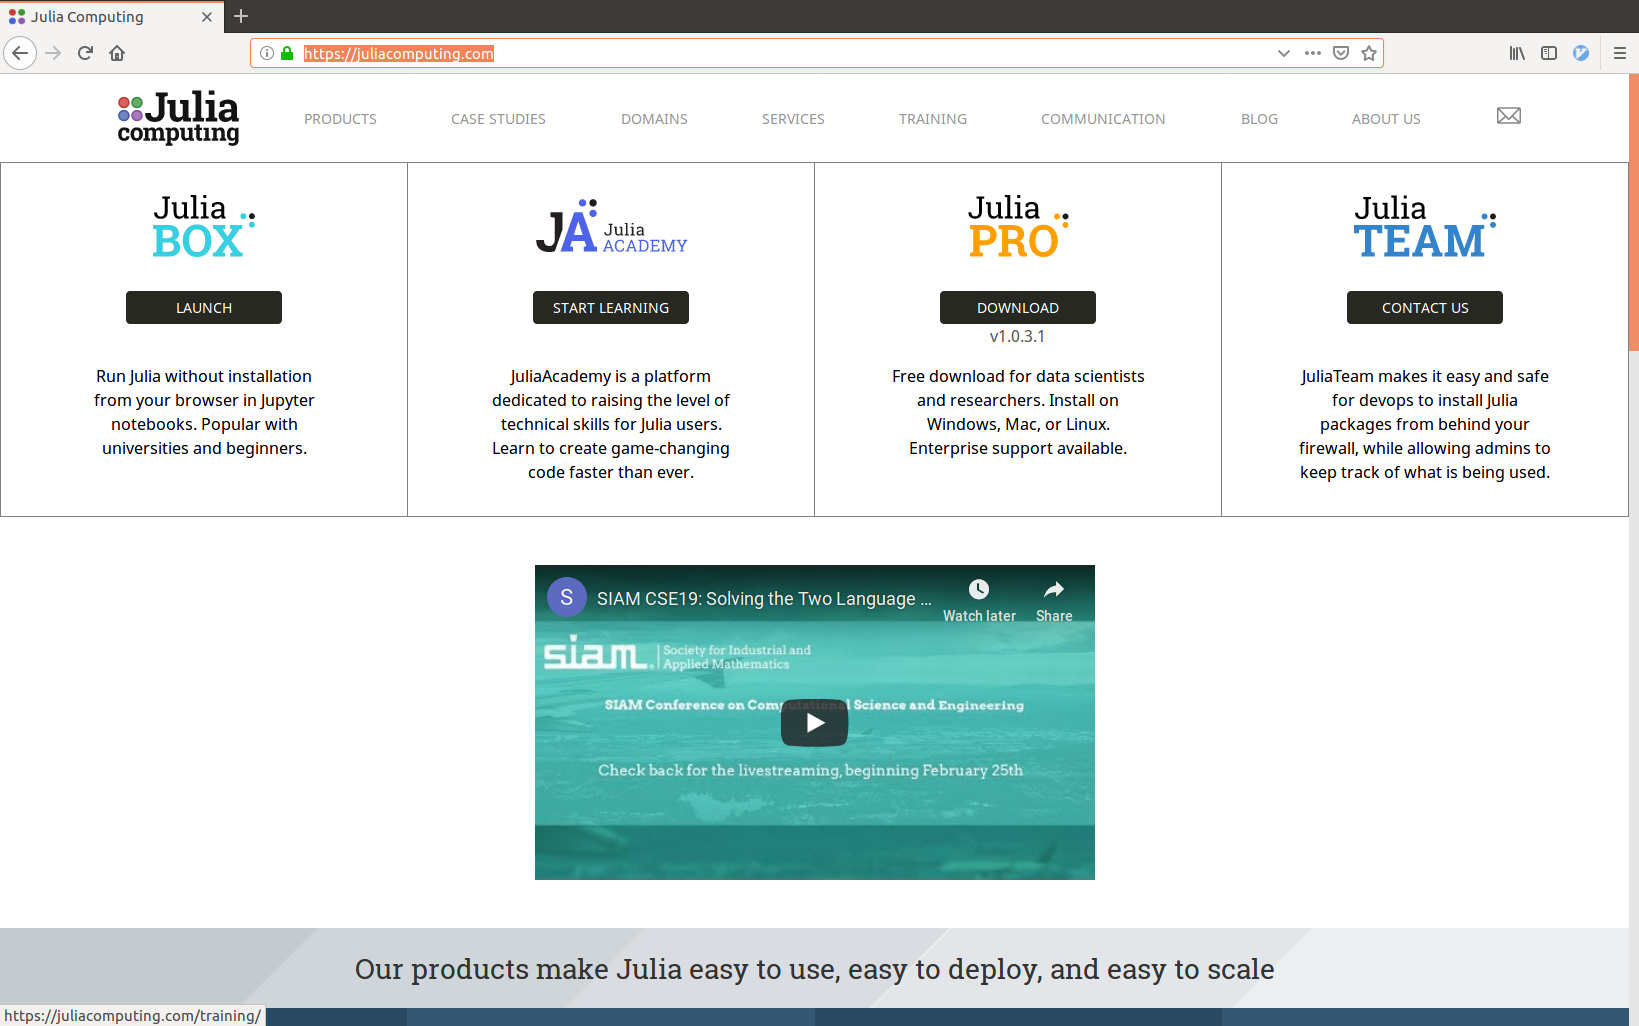 Julia Computing
https://juliacomputing.com
Julia
computing
PRODUCTS
CASE STUDIES
DOMAINS
SERVICES
TRAINING
COMMUNICATION
BLOG
ABOUT US
Julia
BOX
LAUNCH
Run Julia without installation
from your browser in Jupyter
notebooks. Popular with
universities and beginners.
JA Julia
ACADEMY
START LEARNING
JuliaAcademy is a platform
dedicated to raising the level of
technical skills for Julia users.
Learn to create game-changing
code faster than ever.
Julia
PRO
DOWNLOAD
v1.0.3.1
Free download for data scientists
and researchers. Install on
Windows, Mac, or Linux.
Enterprise support available.
Julia
TEAM
CONTACT US
JuliaTeam makes it easy and safe
for devops to install Julia
packages from behind your
firewall, while allowing admins to
keep track of what is being used.
S
SIAM CSE19: Solving the Two Language ...
Watch later
Share
siam.
Society for Industrial and
Applied Mathematics
SIAM Conference on Computational Science and Engineering
Check back for the livestreaming, beginning February 25th
Our products make Julia easy to use, easy to deploy, and easy to scale
https://juliacomputing.com/training/